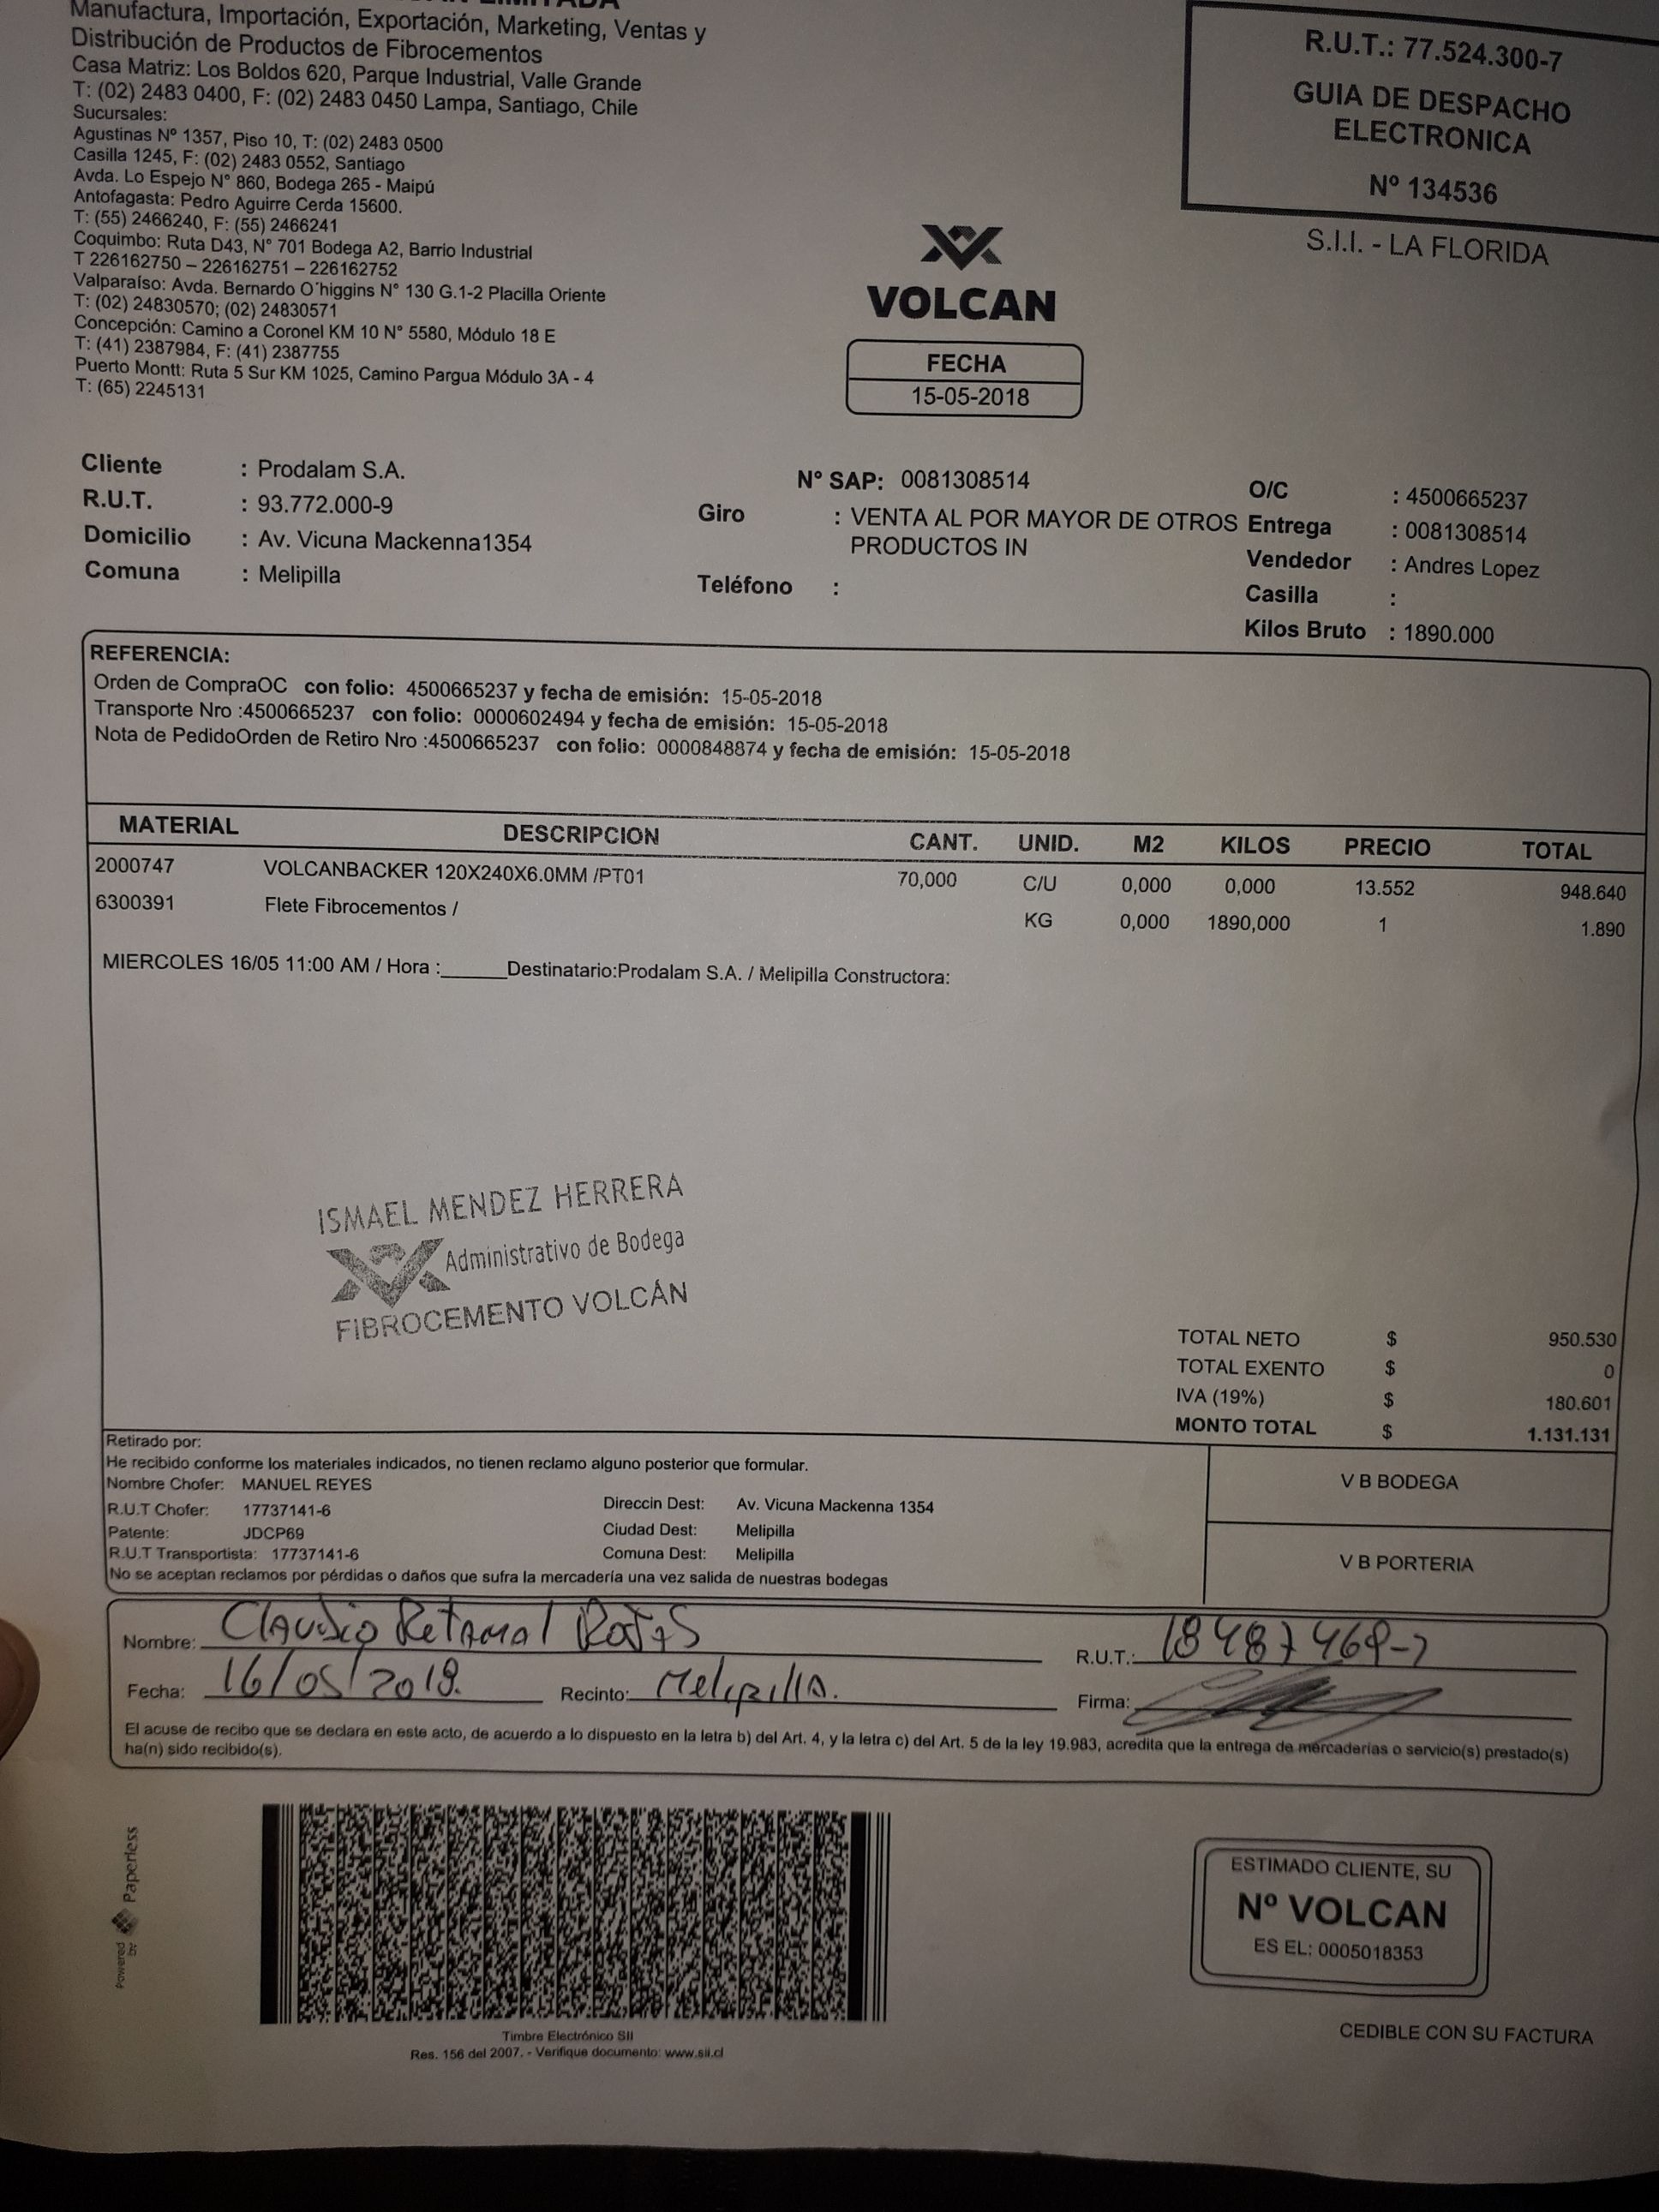 LIMITADA
Manufactura, Importación, Exportación, Marketing, Ventas y
Distribución de Productos de Fibrocementos
Casa Matriz: Los Boldos 620, Parque Industrial, Valle Grande
T: (02) 2483 0400, F: (02) 2483 0450 Lampa, Santiago, Chile
Sucursales:
Agustinas Nº 1357, Piso 10, T: (02) 2483 0500
Casilla 1245, F: (02) 2483 0552, Santiago
Avda. Lo Espejo N° 860, Bodega 265 - Maipú
Antofagasta: Pedro Aguirre Cerda 15600.
T: (55) 2466240, F: (55) 2466241
Coquimbo: Ruta D43, N° 701 Bodega A2, Barrio Industrial
T 226162750 – 226162751 – 226162752
Valparaíso: Avda. Bernardo O´higgins N° 130 G.1-2 Placilla Oriente
T: (02) 24830570; (02) 24830571
Concepción: Camino a Coronel KM 10 N° 5580, Módulo 18 E
T: (41) 2387984, F: (41) 2387755
Puerto Montt: Ruta 5 Sur KM 1025, Camino Pargua Módulo 3A - 4
T: (65) 2245131
R.U.T.: 77.524.300-7
GUIA DE DESPACHO
ELECTRONICA
Nº 134536
S.I.I. - LA FLORIDA
VOLCAN
FECHA
15-05-2018
Cliente : Prodalam S.A.
R.U.T. : 93.772.000-9
Domicilio : Av. Vicuna Mackenna1354
Comuna : Melipilla
Nº SAP: 0081308514
Giro : VENTA AL POR MAYOR DE OTROS
PRODUCTOS IN
Teléfono :
O/C : 4500665237
Entrega : 0081308514
Vendedor : Andres Lopez
Casilla :
Kilos Bruto : 1890.000
REFERENCIA:
Orden de CompraOC con folio: 4500665237 y fecha de emisión: 15-05-2018
Transporte Nro :4500665237 con folio: 0000602494 y fecha de emisión: 15-05-2018
Nota de PedidoOrden de Retiro Nro :4500665237 con folio: 0000848874 y fecha de emisión: 15-05-2018
MATERIAL DESCRIPCION CANT. UNID. M2 KILOS PRECIO TOTAL
2000747 VOLCANBACKER 120X240X6.0MM /PT01 70,000 C/U 0,000 0,000 13.552 948.640
6300391 Flete Fibrocementos / KG 0,000 1890,000 1 1.890
MIERCOLES 16/05 11:00 AM / Hora :______Destinatario:Prodalam S.A. / Melipilla Constructora:
ISMAEL MENDEZ HERRERA
Administrativo de Bodega
FIBROCEMENTO VOLCÁN
TOTAL NETO $ 950.530
TOTAL EXENTO $ 0
IVA (19%) $ 180.601
MONTO TOTAL $ 1.131.131
Retirado por:
He recibido conforme los materiales indicados, no tienen reclamo alguno posterior que formular.
Nombre Chofer: MANUEL REYES
R.U.T Chofer: 17737141-6 Direccin Dest: Av. Vicuna Mackenna 1354
Patente: JDCP69 Ciudad Dest: Melipilla
R.U.T Transportista: 17737141-6 Comuna Dest: Melipilla
No se aceptan reclamos por pérdidas o daños que sufra la mercadería una vez salida de nuestras bodegas
V B BODEGA
V B PORTERIA
Nombre: Claudio Retamal Rojas R.U.T.: 18487469-7
Fecha: 16/05/2018. Recinto: Melipilla. Firma:
El acuse de recibo que se declara en este acto, de acuerdo a lo dispuesto en la letra b) del Art. 4, y la letra c) del Art. 5 de la ley 19.983, acredita que la entrega de mercaderías o servicio(s) prestado(s)
ha(n) sido recibido(s).
Powered by Paperless
Timbre Electrónico SII
Res. 156 del 2007. - Verifique documento: www.sii.cl
ESTIMADO CLIENTE, SU
Nº VOLCAN
ES EL: 0005018353
CEDIBLE CON SU FACTURA